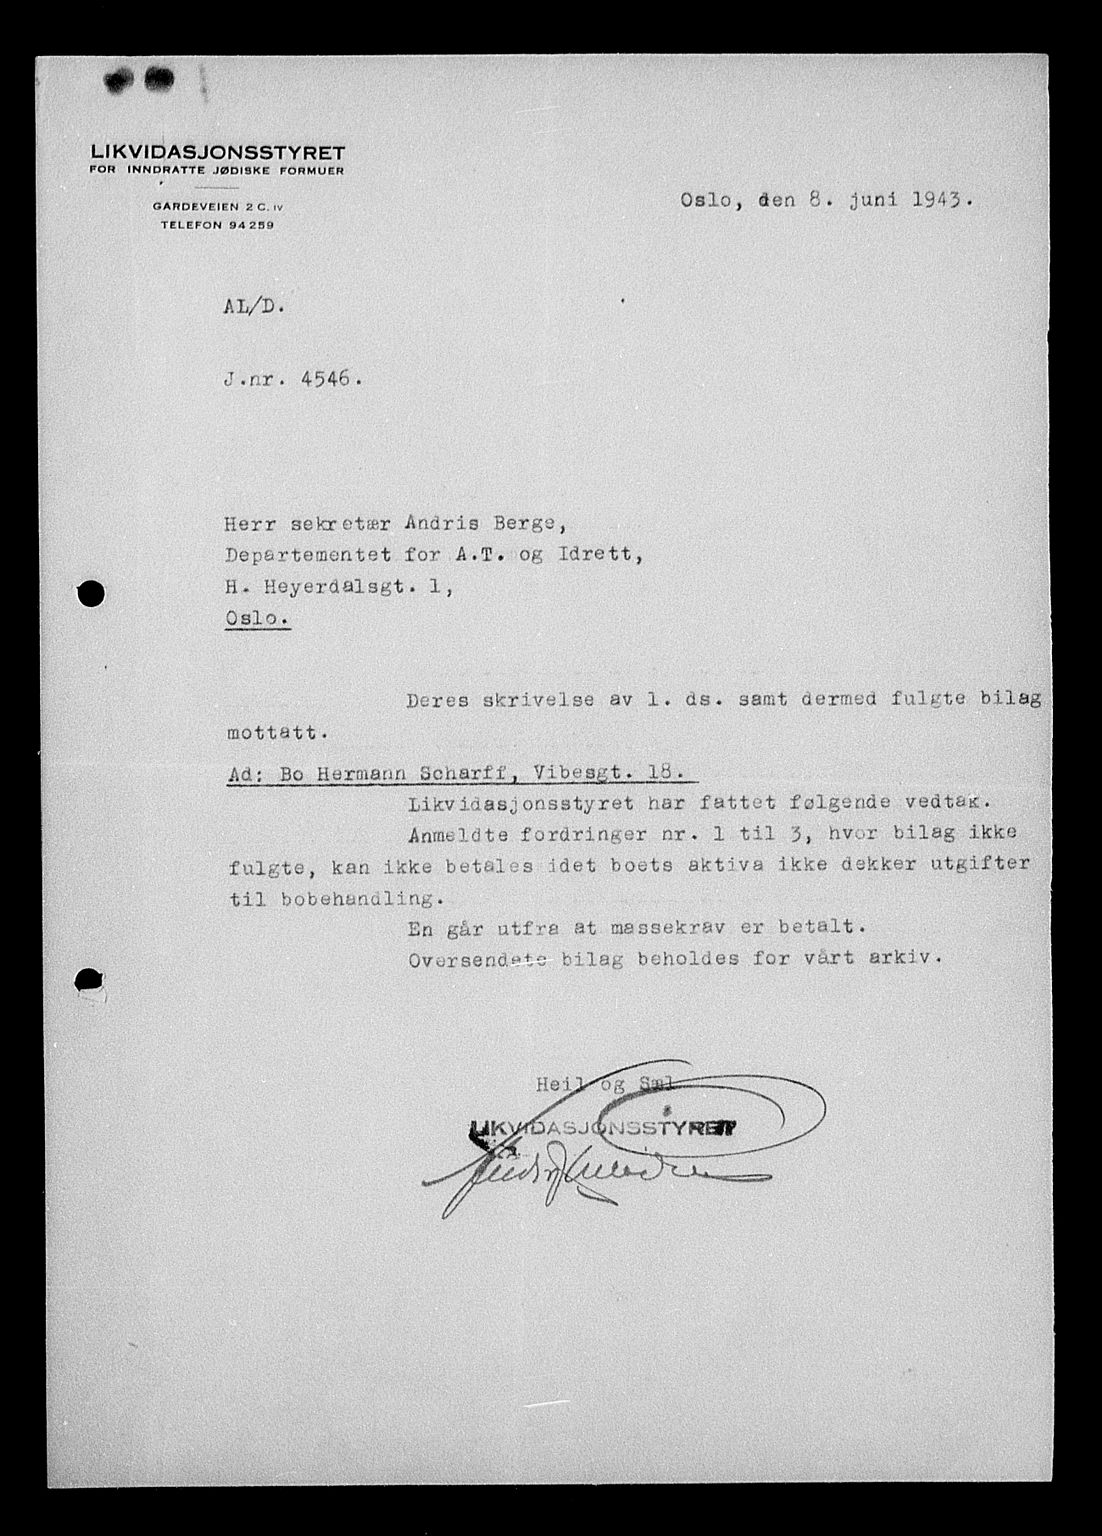 LIKVIDASJONSSTYRET
FOR INNDRATTE JØDISKE FORMUER
GARDEVEIEN 2 C. IV
TELEFON 94259
Oslo, den 8. juni 1943.
AL/D.
J.nr. 4546.
Herr sekretær Andris Berge,
Departementet for A.T. og Idrett,
H. Heyerdalsgt. 1,
Oslo.
Deres skrivelse av 1. ds. samt dermed fulgte bilag
mottatt.
Ad: Bo Hermann Scharff, Vibesgt. 18.
Likvidasjonsstyret har fattet følgende vedtak.
Anmeldte fordringer nr. 1 til 3, hvor bilag ikke
fulgte, kan ikke betales idet boets aktiva ikke dekker utgifter
til bobehandling.
En går utfra at massekrav er betalt.
Oversendete bilag beholdes for vårt arkiv.
Heil og Sæl
LIKVIDASJONSSTYRET